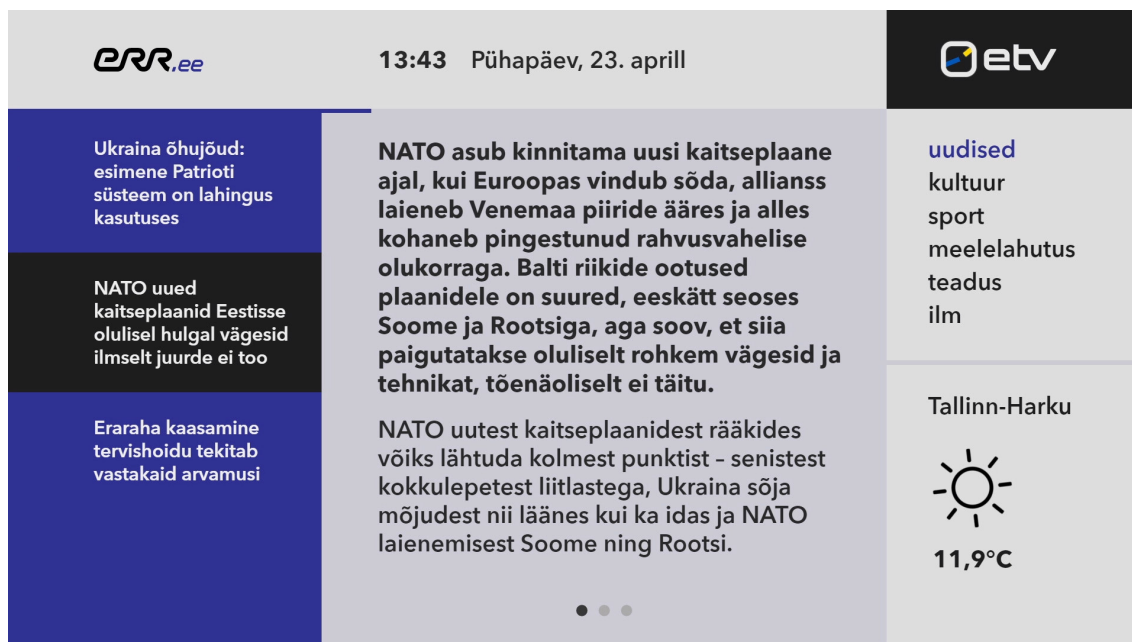 err.ee
13:43 Pühapäev, 23. aprill
etv
Ukraina õhujõud:
esimene Patrioti
süsteem on lahingus
kasutuses
NATO uued
kaitseplaanid Eestisse
olulisel hulgal vägesid
ilmselt juurde ei too
Eraraha kaasamine
tervishoidu tekitab
vastakaid arvamusi
NATO asub kinnitama uusi kaitseplaane
ajal, kui Euroopas vindub sõda, allianss
laieneb Venemaa piiride ääres ja alles
kohaneb pingestunud rahvusvahelise
olukorraga. Balti riikide ootused
plaanidele on suured, eeskätt seoses
Soome ja Rootsiga, aga soov, et siia
paigutatakse oluliselt rohkem vägesid ja
tehnikat, tõenäoliselt ei täitu.
NATO uutest kaitseplaanidest rääkides
võiks lähtuda kolmest punktist – senistest
kokkulepetest liitlastega, Ukraina sõja
mõjudest nii läänes kui ka idas ja NATO
laienemisest Soome ning Rootsi.
uudised
kultuur
sport
meelelahutus
teadus
ilm
Tallinn-Harku
11,9°C